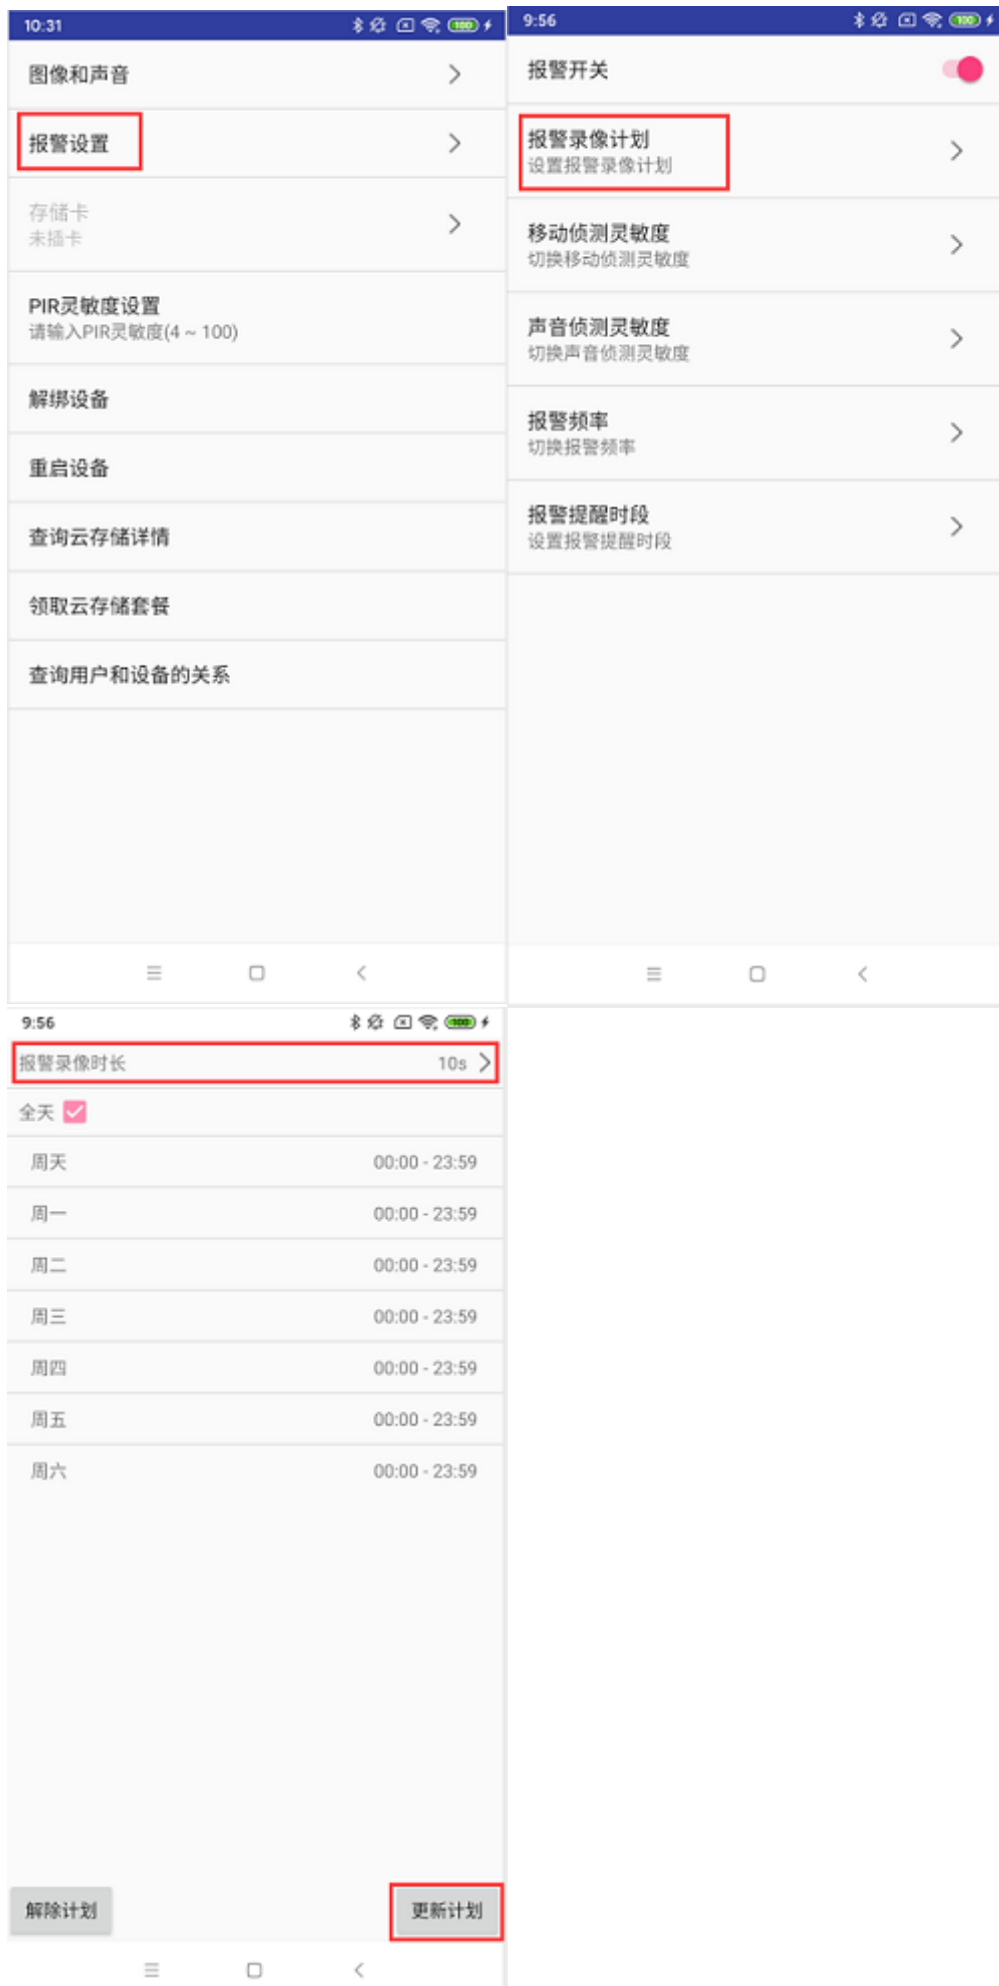 10:31
100
图像和声音
报警设置
存储卡
未插卡
PIR灵敏度设置
请输入PIR灵敏度(4 ~ 100)
解绑设备
重启设备
查询云存储详情
领取云存储套餐
查询用户和设备的关系
9:56
100
报警开关
报警录像计划
设置报警录像计划
移动侦测灵敏度
切换移动侦测灵敏度
声音侦测灵敏度
切换声音侦测灵敏度
报警频率
切换报警频率
报警提醒时段
设置报警提醒时段
9:56
100
报警录像时长 10s
全天
周天 00:00 - 23:59
周一 00:00 - 23:59
周二 00:00 - 23:59
周三 00:00 - 23:59
周四 00:00 - 23:59
周五 00:00 - 23:59
周六 00:00 - 23:59
解除计划 更新计划